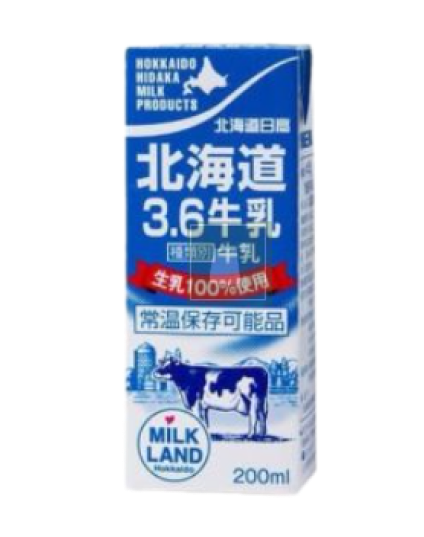 HOKKAIDO
HIDAKA
MILK
PRODUCTS
北海道日高
北海道
3.6牛乳
種類別 牛乳
生乳100%使用
常温保存可能品
MILK
LAND
Hokkaido
200ml